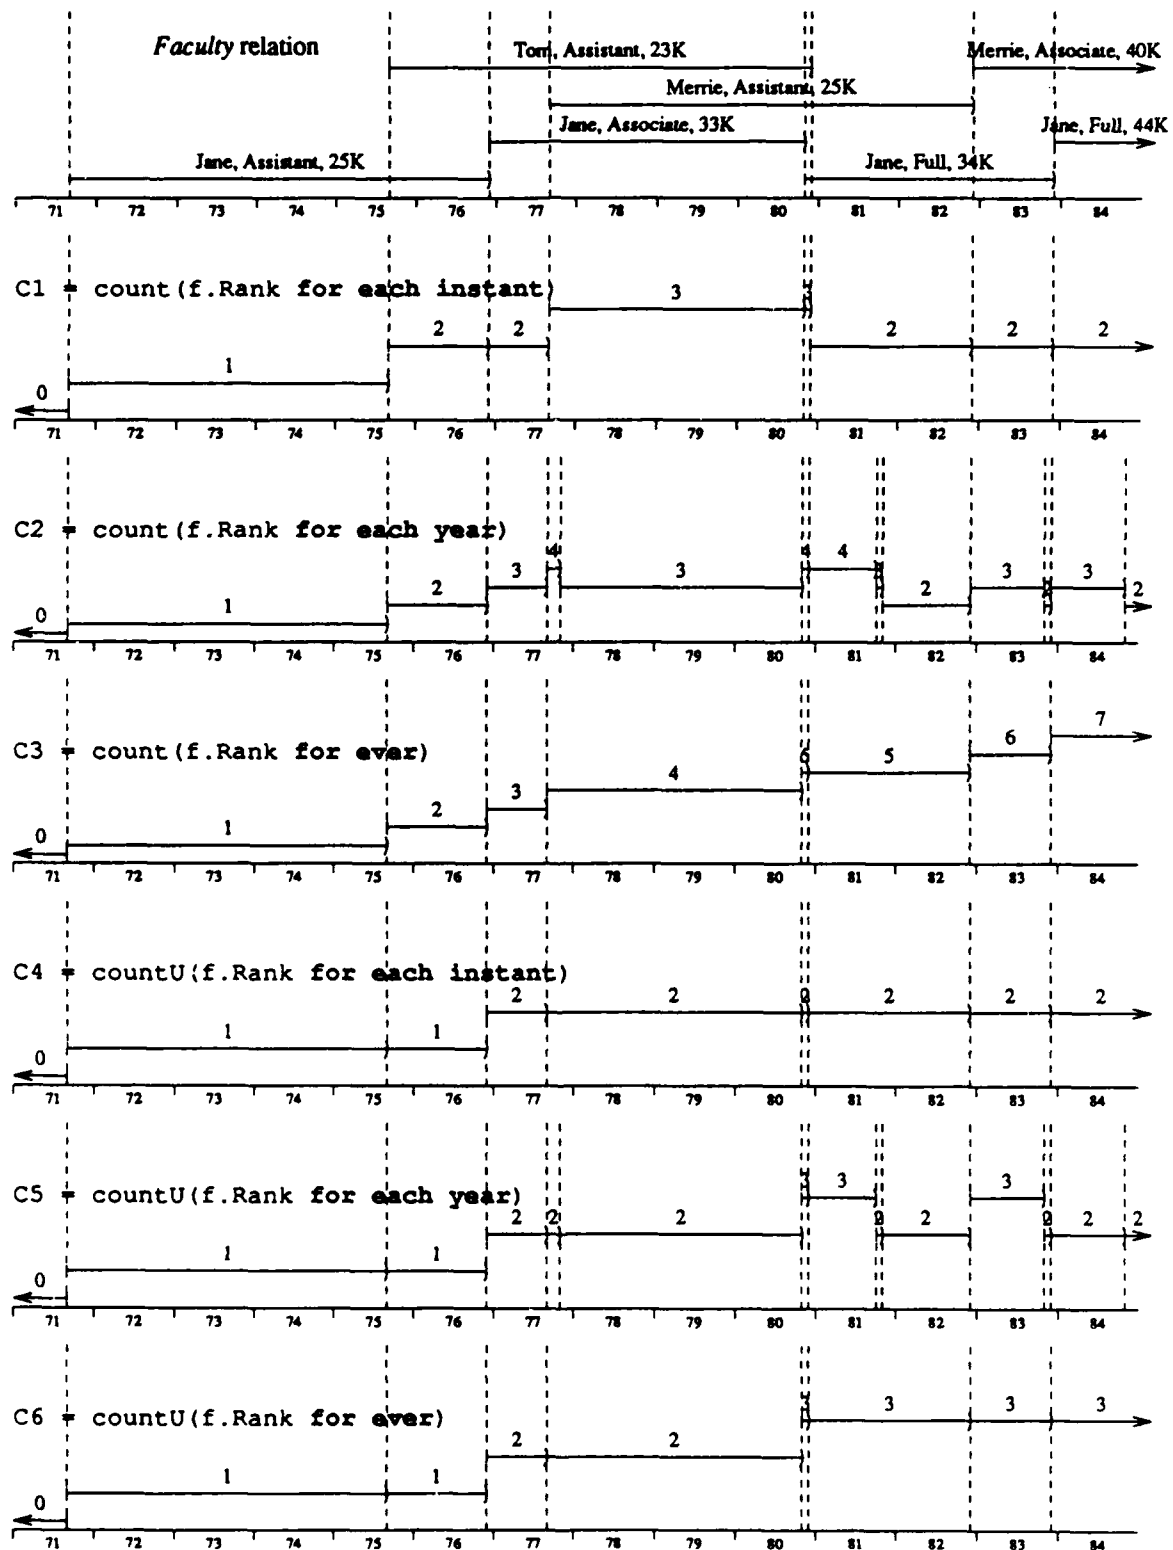 Faculty relation
Tom, Assistant, 23K
Merrie, Associate, 40K
Merrie, Assistant, 25K
Jane, Associate, 33K
Jane, Full, 44K
Jane, Assistant, 25K
Jane, Full, 34K
71 72 73 74 75 76 77 78 79 80 81 82 83 84
C1 = count(f.Rank for each instant)
3 3
2 2 2 2 2
1
0
71 72 73 74 75 76 77 78 79 80 81 82 83 84
C2 = count(f.Rank for each year)
4 4 4
3 3 3 3
2 2 2
1
0
71 72 73 74 75 76 77 78 79 80 81 82 83 84
C3 = count(f.Rank for ever)
7
6
5
4
3
2
1
0
71 72 73 74 75 76 77 78 79 80 81 82 83 84
C4 = countU(f.Rank for each instant)
2 2 2 2 2 2
1 1
0
71 72 73 74 75 76 77 78 79 80 81 82 83 84
C5 = countU(f.Rank for each year)
3 3 3
2 2 2 2 2 2 2 2
1 1
0
71 72 73 74 75 76 77 78 79 80 81 82 83 84
C6 = countU(f.Rank for ever)
3 3 3 3
2 2
1 1
0
71 72 73 74 75 76 77 78 79 80 81 82 83 84